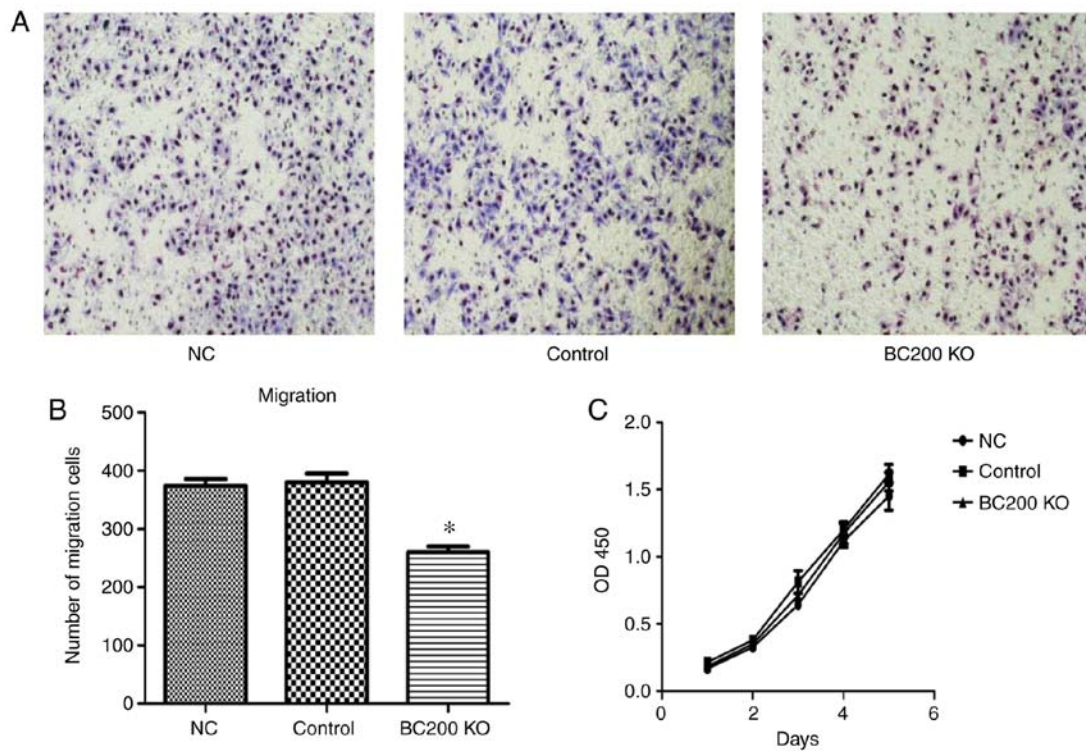 A
NC
Control
BC200 KO
B
Migration
Number of migration cells
500
400
300
200
100
0
*
NC
Control
BC200 KO
C
OD 450
2.0
1.5
1.0
0.5
0.0
0
2
4
6
Days
NC
Control
BC200 KO